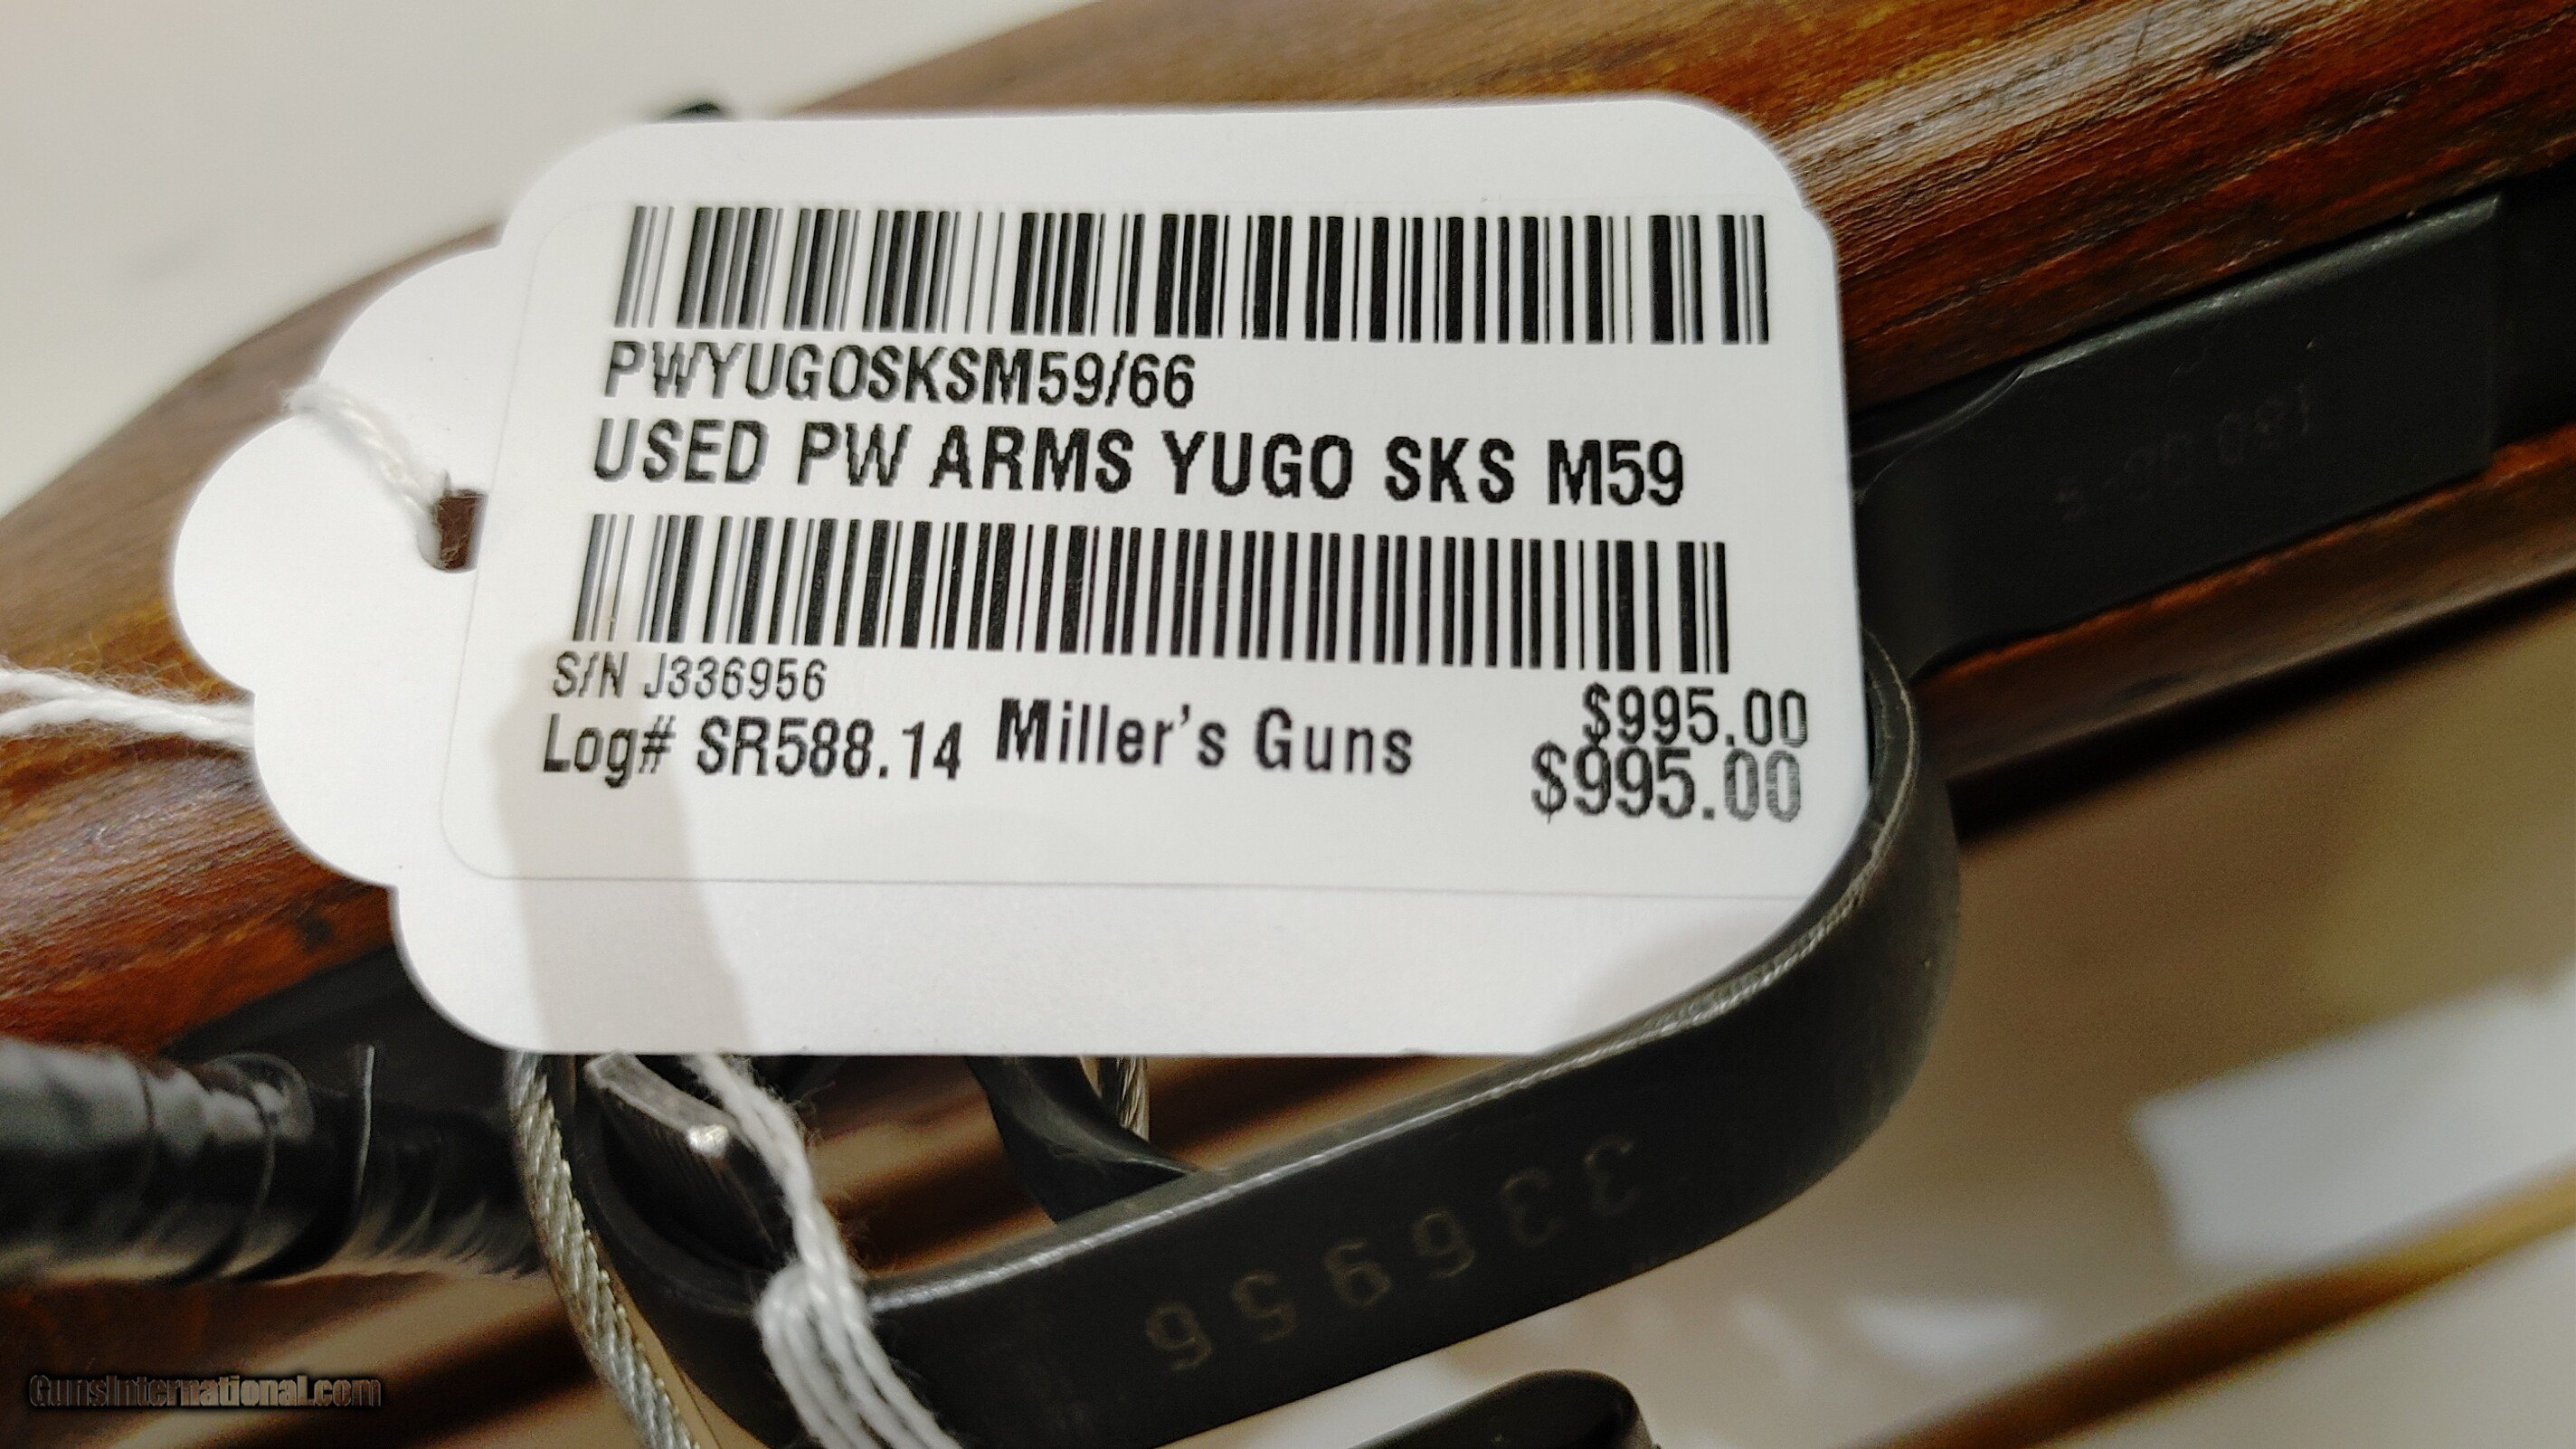 PWYUGOSKSM59/66
USED PW ARMS YUGO SKS M59
S/N J336956
Log# SR588.14 Miller's Guns $995.00
$995.00
336956
GunsInternational.com